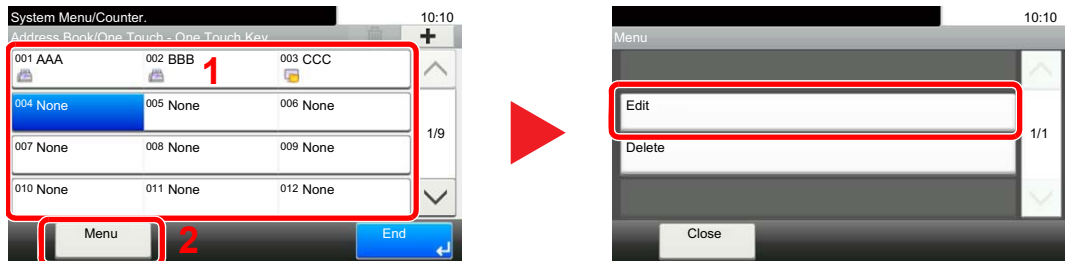 System Menu/Counter. 10:10
Address Book/One Touch - One Touch Key
001 AAA 002 BBB 003 CCC
1
004 None 005 None 006 None
1/9
007 None 008 None 009 None
010 None 011 None 012 None
Menu 2 End
10:10
Menu
Edit
1/1
Delete
Close